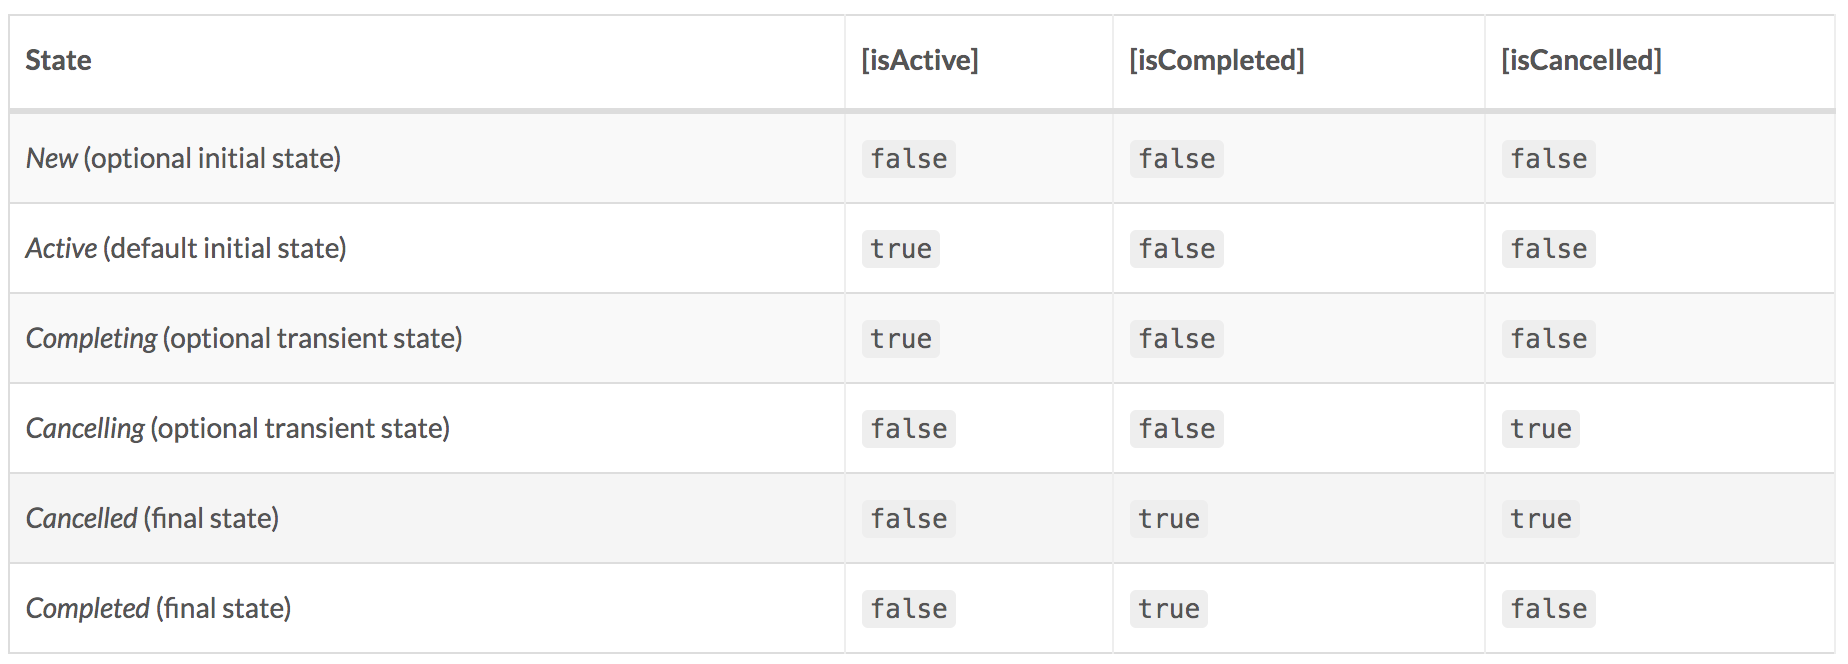 State [isActive] [isCompleted] [isCancelled]
New (optional initial state) false false false
Active (default initial state) true false false
Completing (optional transient state) true false false
Cancelling (optional transient state) false false true
Cancelled (final state) false true true
Completed (final state) false true false